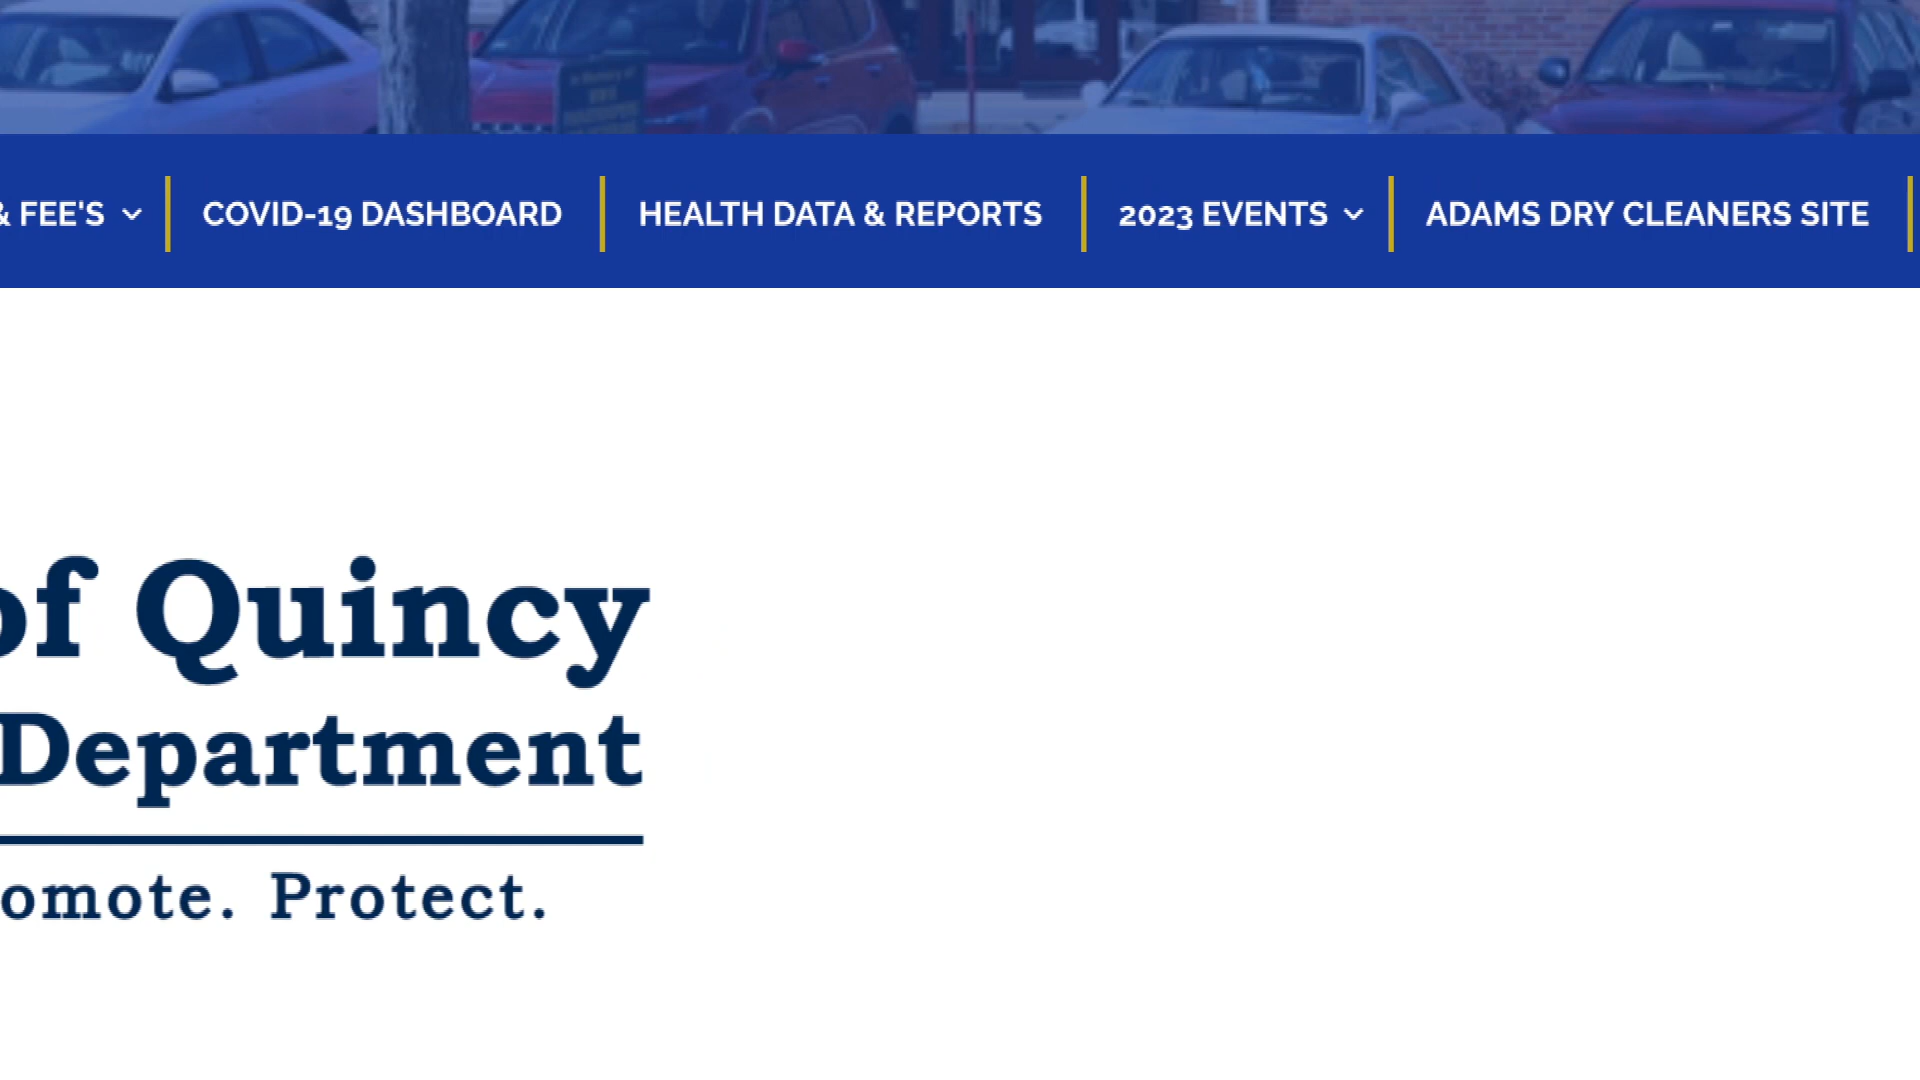 & FEE'S
COVID-19 DASHBOARD
HEALTH DATA & REPORTS
2023 EVENTS
ADAMS DRY CLEANERS SITE
of Quincy
Department
omote. Protect.